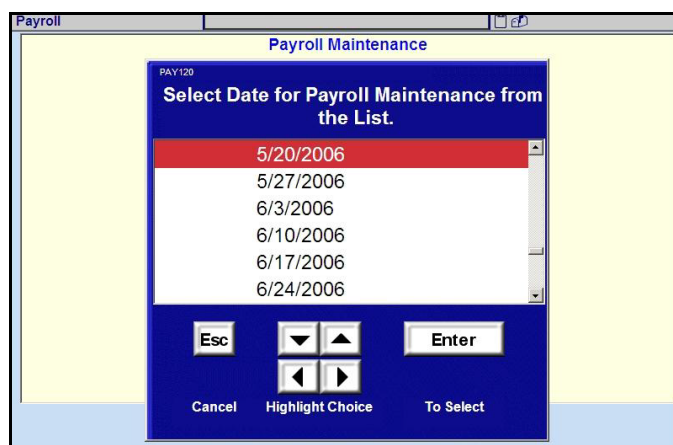 Payroll
Payroll Maintenance
PAY120
Select Date for Payroll Maintenance from
the List.
5/20/2006
5/27/2006
6/3/2006
6/10/2006
6/17/2006
6/24/2006
Esc
Enter
Cancel Highlight Choice To Select